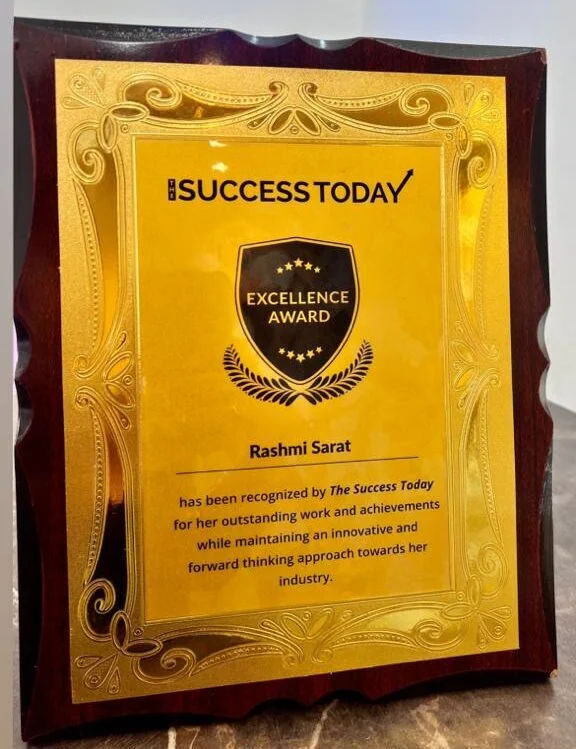 THE SUCCESS TODAY
EXCELLENCE
AWARD
Rashmi Sarat
has been recognized by The Success Today
for her outstanding work and achievements
while maintaining an innovative and
forward thinking approach towards her
industry.